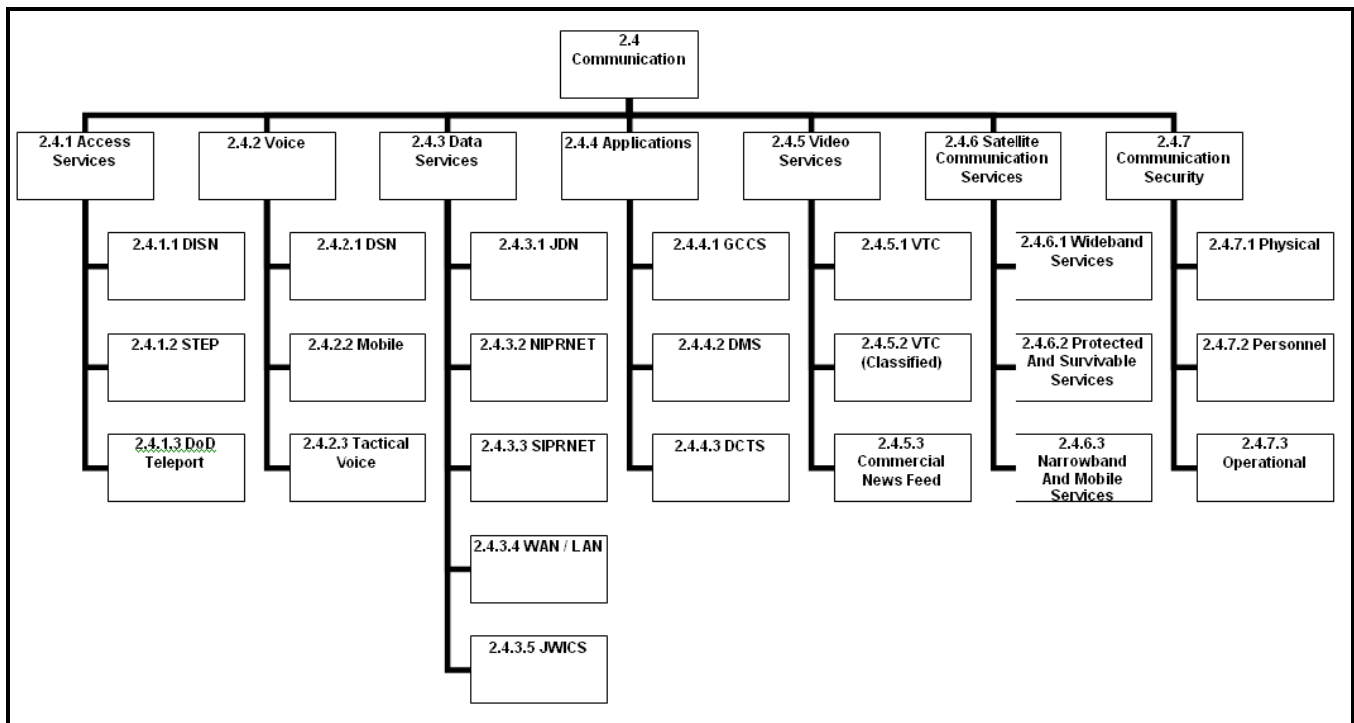 2.4
Communication
2.4.1 Access
Services
2.4.2 Voice
2.4.3 Data
Services
2.4.4 Applications
2.4.5 Video
Services
2.4.6 Satellite
Communication
Services
2.4.7
Communication
Security
2.4.1.1 DISN
2.4.2.1 DSN
2.4.3.1 JDN
2.4.4.1 GCCS
2.4.5.1 VTC
2.4.6.1 Wideband
Services
2.4.7.1 Physical
2.4.1.2 STEP
2.4.2.2 Mobile
2.4.3.2 NIPRNET
2.4.4.2 DMS
2.4.5.2 VTC
(Classified)
2.4.6.2 Protected
And Survivable
Services
2.4.7.2 Personnel
2.4.1.3 DoD
Teleport
2.4.2.3 Tactical
Voice
2.4.3.3 SIPRNET
2.4.4.3 DCTS
2.4.5.3
Commercial
News Feed
2.4.6.3
Narrowband
And Mobile
Services
2.4.7.3
Operational
2.4.3.4 WAN / LAN
2.4.3.5 JWICS